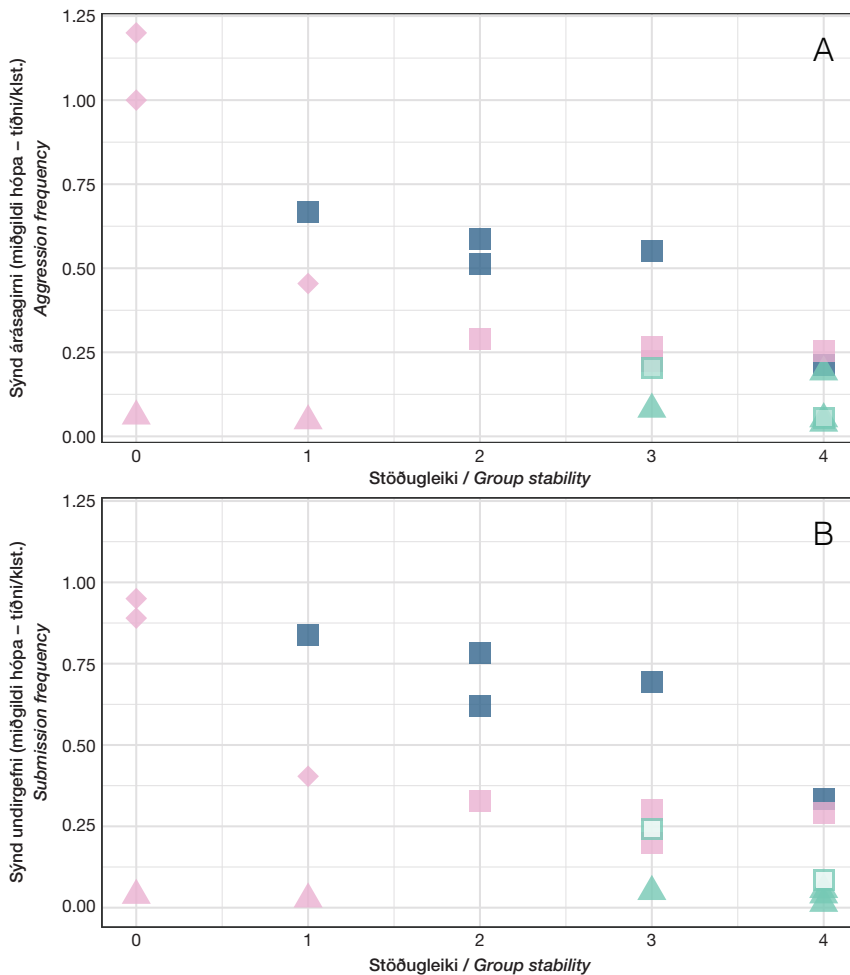 Sýnd árásagirni (miðgildi hópa – tíðni/klst.)
Aggression frequency
1.25
1.00
0.75
0.50
0.25
0.00
A
0 1 2 3 4
Stöðugleiki / Group stability
Sýnd undirgefni (miðgildi hópa – tíðni/klst.)
Submission frequency
1.25
1.00
0.75
0.50
0.25
0.00
B
0 1 2 3 4
Stöðugleiki / Group stability